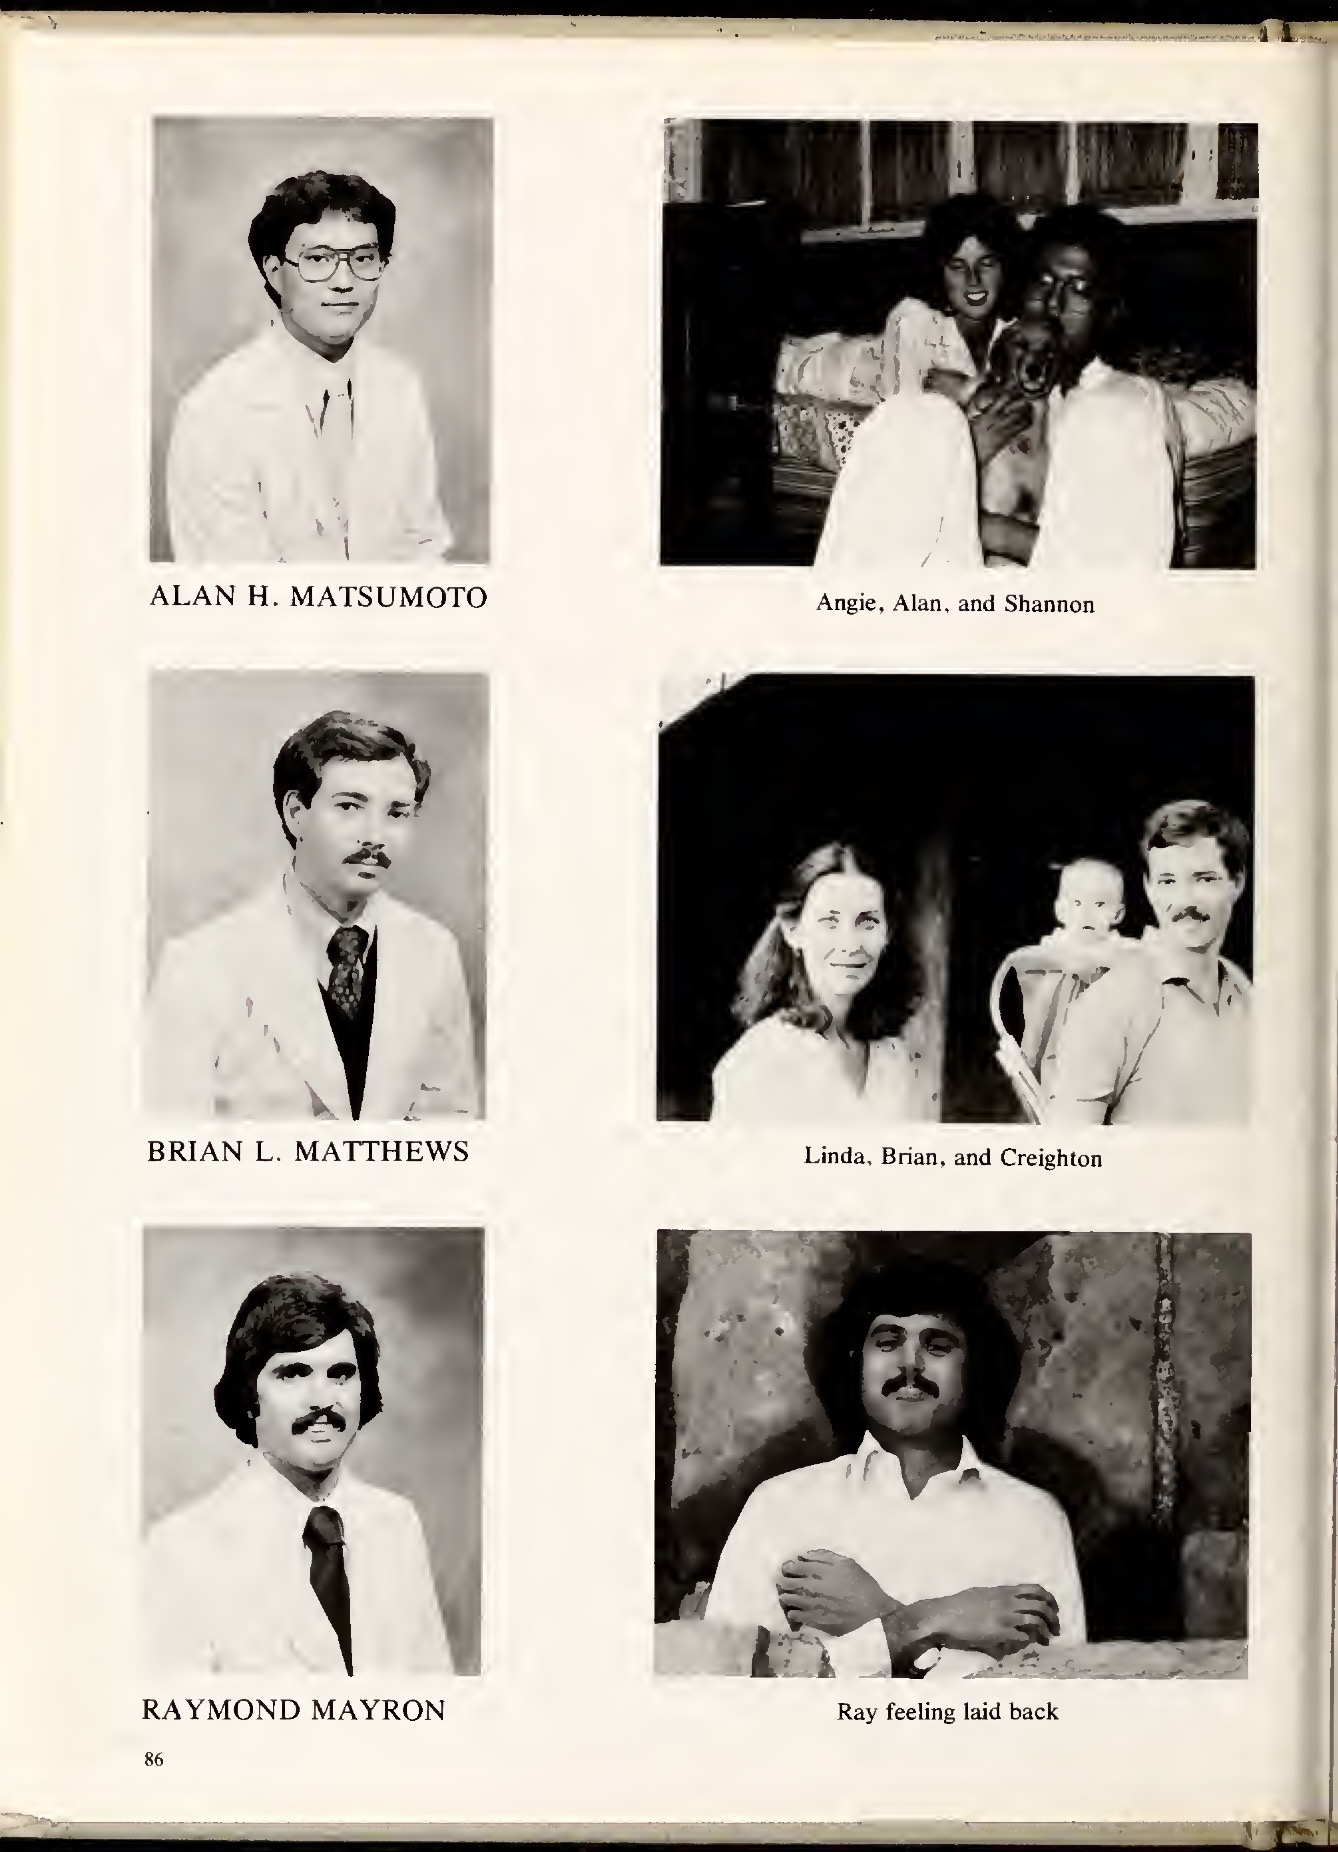 ALAN H. MATSUMOTO
Angie, Alan, and Shannon
BRIAN L. MATTHEWS
Linda, Brian, and Creighton
RAYMOND MAYRON
Ray feeling laid back
86